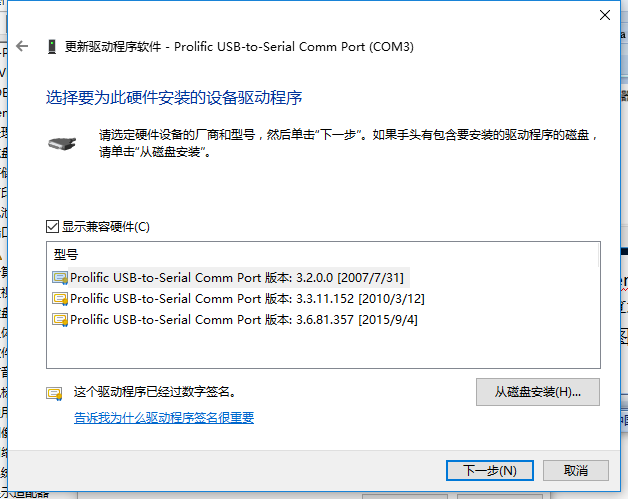 更新驱动程序软件 - Prolific USB-to-Serial Comm Port (COM3)
选择要为此硬件安装的设备驱动程序
请选定硬件设备的厂商和型号，然后单击“下一步”。如果手头有包含要安装的驱动程序的磁盘，
请单击“从磁盘安装”。
显示兼容硬件(C)
型号
Prolific USB-to-Serial Comm Port 版本: 3.2.0.0 [2007/7/31]
Prolific USB-to-Serial Comm Port 版本: 3.3.11.152 [2010/3/12]
Prolific USB-to-Serial Comm Port 版本: 3.6.81.357 [2015/9/4]
这个驱动程序已经过数字签名。
从磁盘安装(H)...
告诉我为什么驱动程序签名很重要
下一步(N)
取消
示适配器